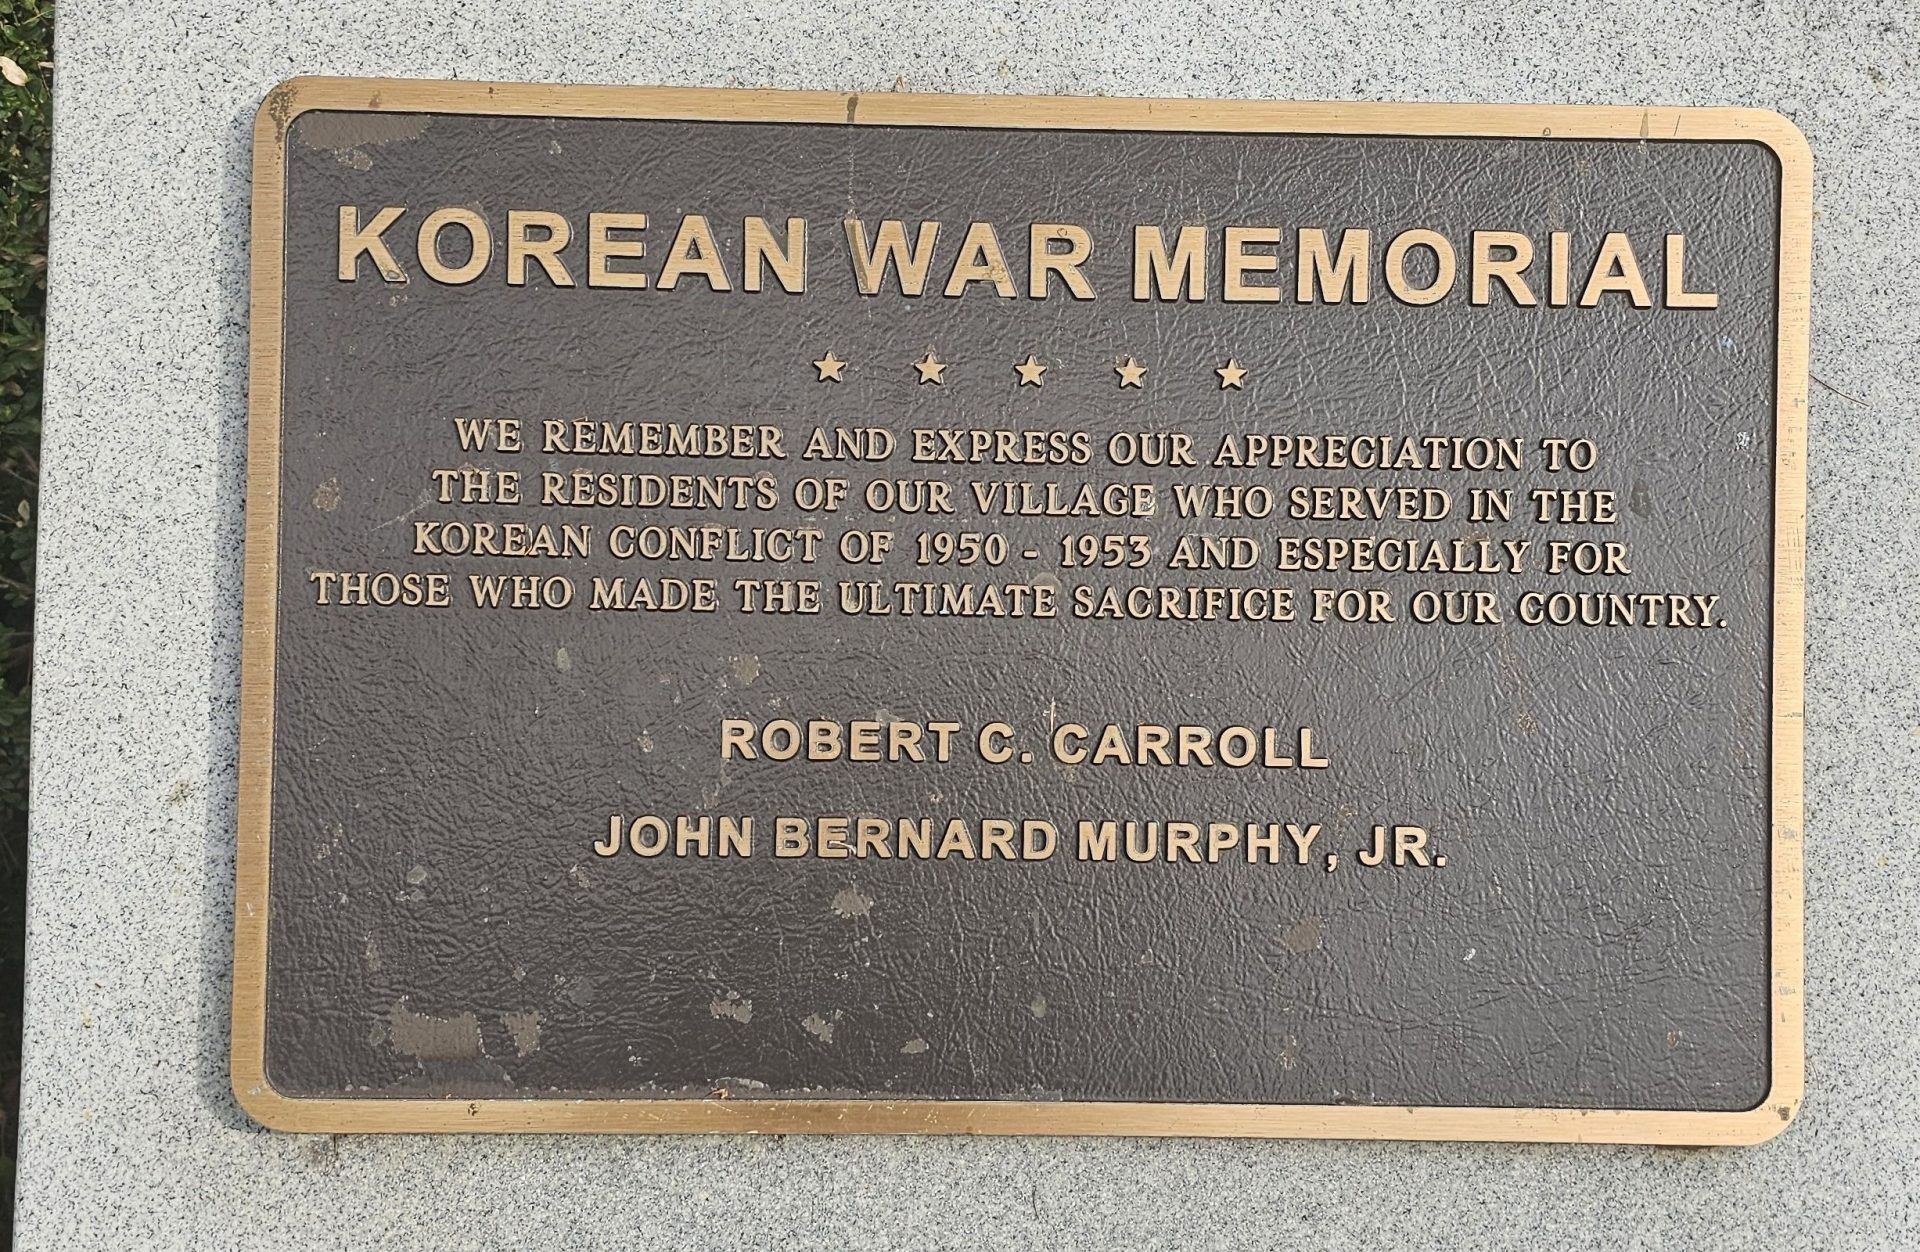 KOREAN WAR MEMORIAL
WE REMEMBER AND EXPRESS OUR APPRECIATION TO
THE RESIDENTS OF OUR VILLAGE WHO SERVED IN THE
KOREAN CONFLICT OF 1950 - 1953 AND ESPECIALLY FOR
THOSE WHO MADE THE ULTIMATE SACRIFICE FOR OUR COUNTRY.
ROBERT C. CARROLL
JOHN BERNARD MURPHY, JR.